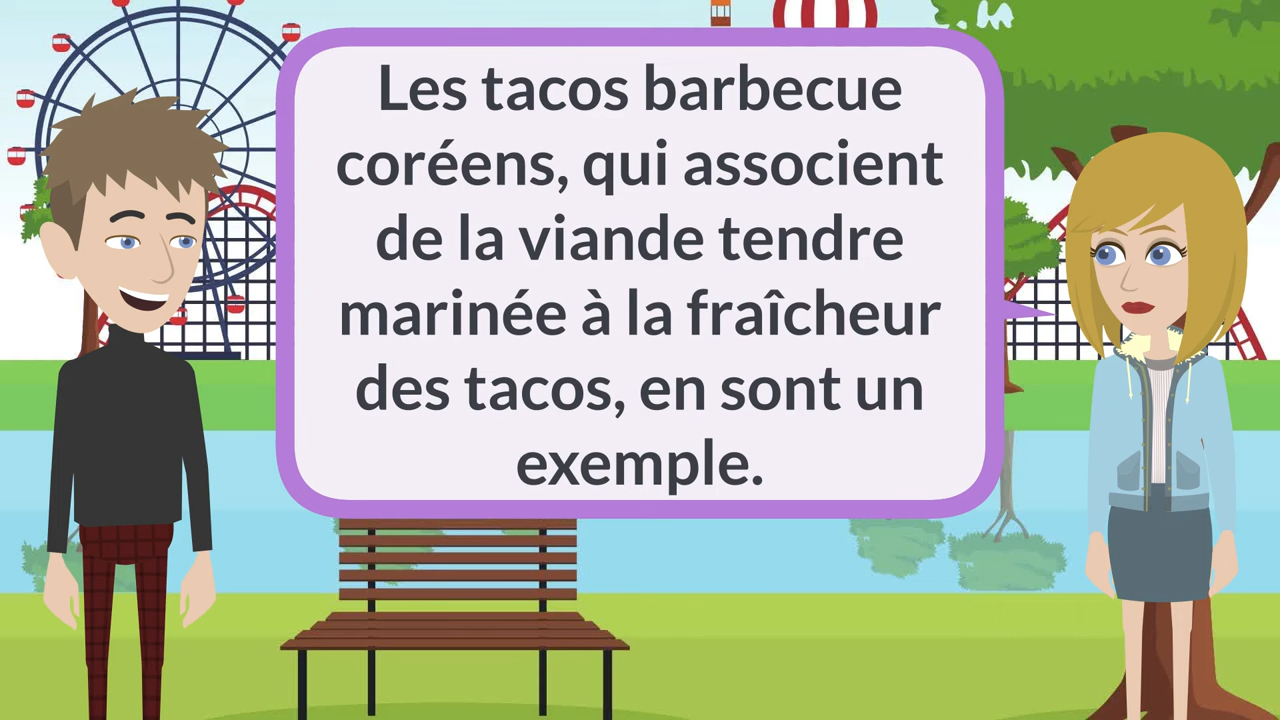 Les tacos barbecue
coréens, qui associent
de la viande tendre
marinée à la fraîcheur
des tacos, en sont un
exemple.